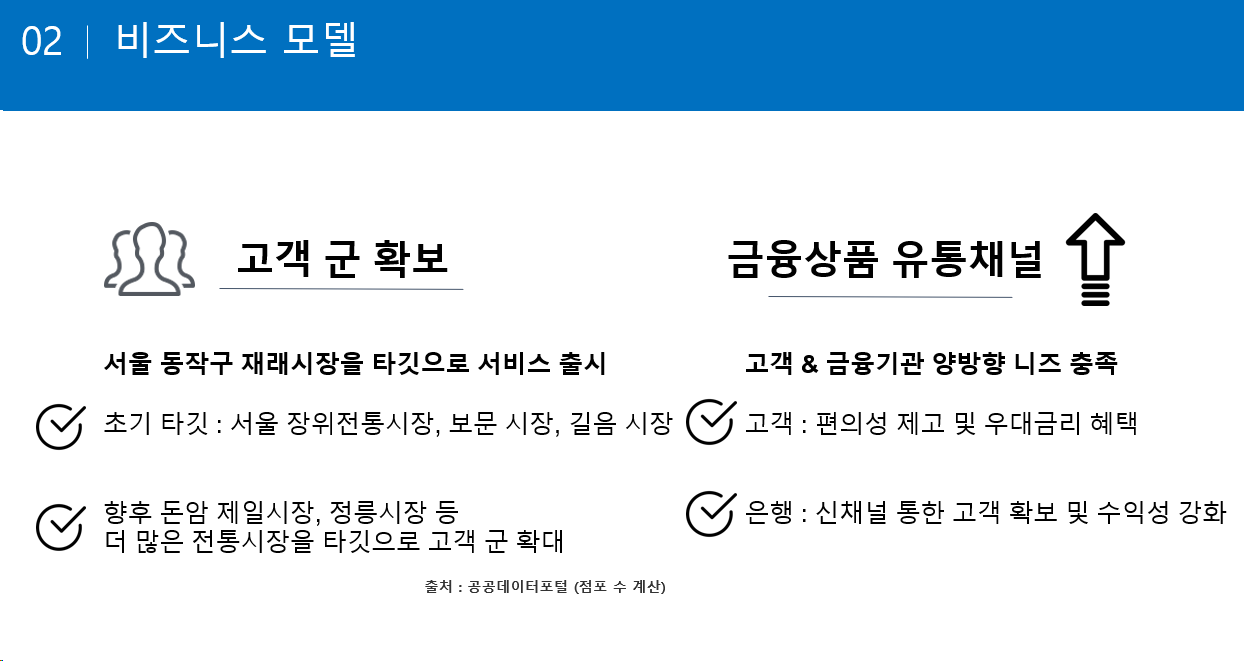 02 비즈니스 모델
고객 군 확보
서울 동작구 재래시장을 타깃으로 서비스 출시
초기 타깃 : 서울 장위전통시장, 보문 시장, 길음 시장
향후 돈암 제일시장, 정릉시장 등
더 많은 전통시장을 타깃으로 고객 군 확대
출처 : 공공데이터포털 (점포 수 계산)
금융상품 유통채널
고객 & 금융기관 양방향 니즈 충족
고객 : 편의성 제고 및 우대금리 혜택
은행 : 신채널 통한 고객 확보 및 수익성 강화